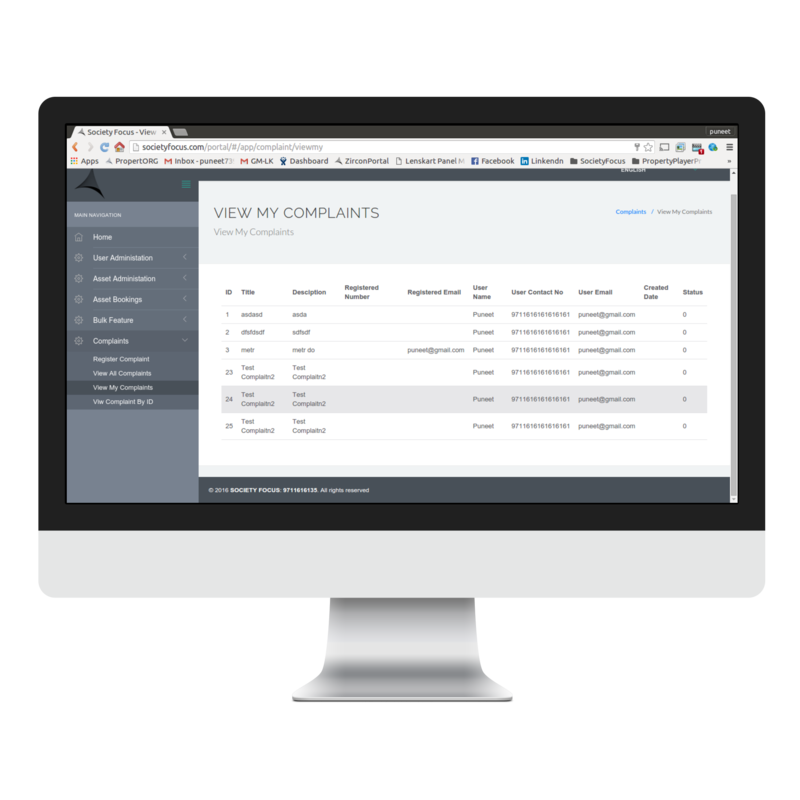 Society Focus - View
puneet
societyfocus.com/portal/#/app/complaint/viewmy
Apps PropertORG Inbox - puneet73 GM-LK Dashboard ZirconPortal Lenskart Panel M Facebook Linkendn SocietyFocus PropertyPlayerPr »
ENGLISH
MAIN NAVIGATION
Home
User Administation
Asset Administation
Asset Bookings
Bulk Feature
Complaints
Register Complaint
View All Complaints
View My Complaints
Viw Complaint By ID
VIEW MY COMPLAINTS
View My Complaints
Complaints / View My Complaints
ID Title Desciption Registered Number Registered Email User Name User Contact No User Email Created Date Status
1 asdasd asda Puneet 9711616161616161 puneet@gmail.com 0
2 dfsfdsdf sdfsdf Puneet 9711616161616161 puneet@gmail.com 0
3 metr metr do puneet@gmail.com Puneet 9711616161616161 puneet@gmail.com 0
23 Test Complaitn2 Test Complaitn2 Puneet 9711616161616161 puneet@gmail.com 0
24 Test Complaitn2 Test Complaitn2 Puneet 9711616161616161 puneet@gmail.com 0
25 Test Complaitn2 Test Complaitn2 Puneet 9711616161616161 puneet@gmail.com 0
© 2016 SOCIETY FOCUS: 9711616135. All rights reserved